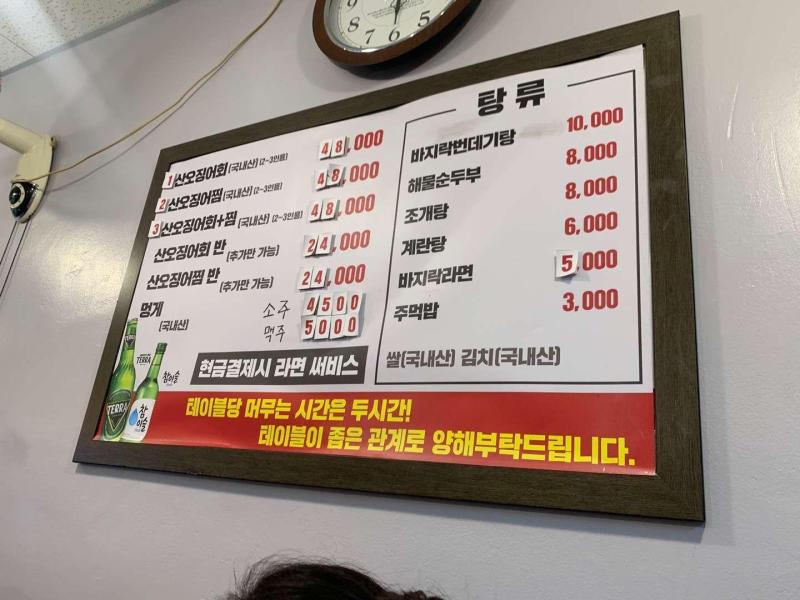 1 산오징어회 (국내산) (2-3인용) 48,000
2 산오징어찜 (국내산) (2-3인용) 48,000
3 산오징어회+찜 (국내산) (2-3인용) 48,000
산오징어회 반 (추가만 가능) 24,000
산오징어찜 반 (추가만 가능) 24,000
멍게
(국내산)
소주 4500
맥주 5000
현금결제시 라면 써비스
TERRA
TERRA
참이슬
참이슬
탕류
바지락번데기탕 10,000
해물순두부 8,000
조개탕 8,000
계란탕 6,000
바지락라면 5,000
주먹밥 3,000
쌀(국내산) 김치(국내산)
테이블당 머무는 시간은 두시간!
테이블이 좁은 관계로 양해부탁드립니다.